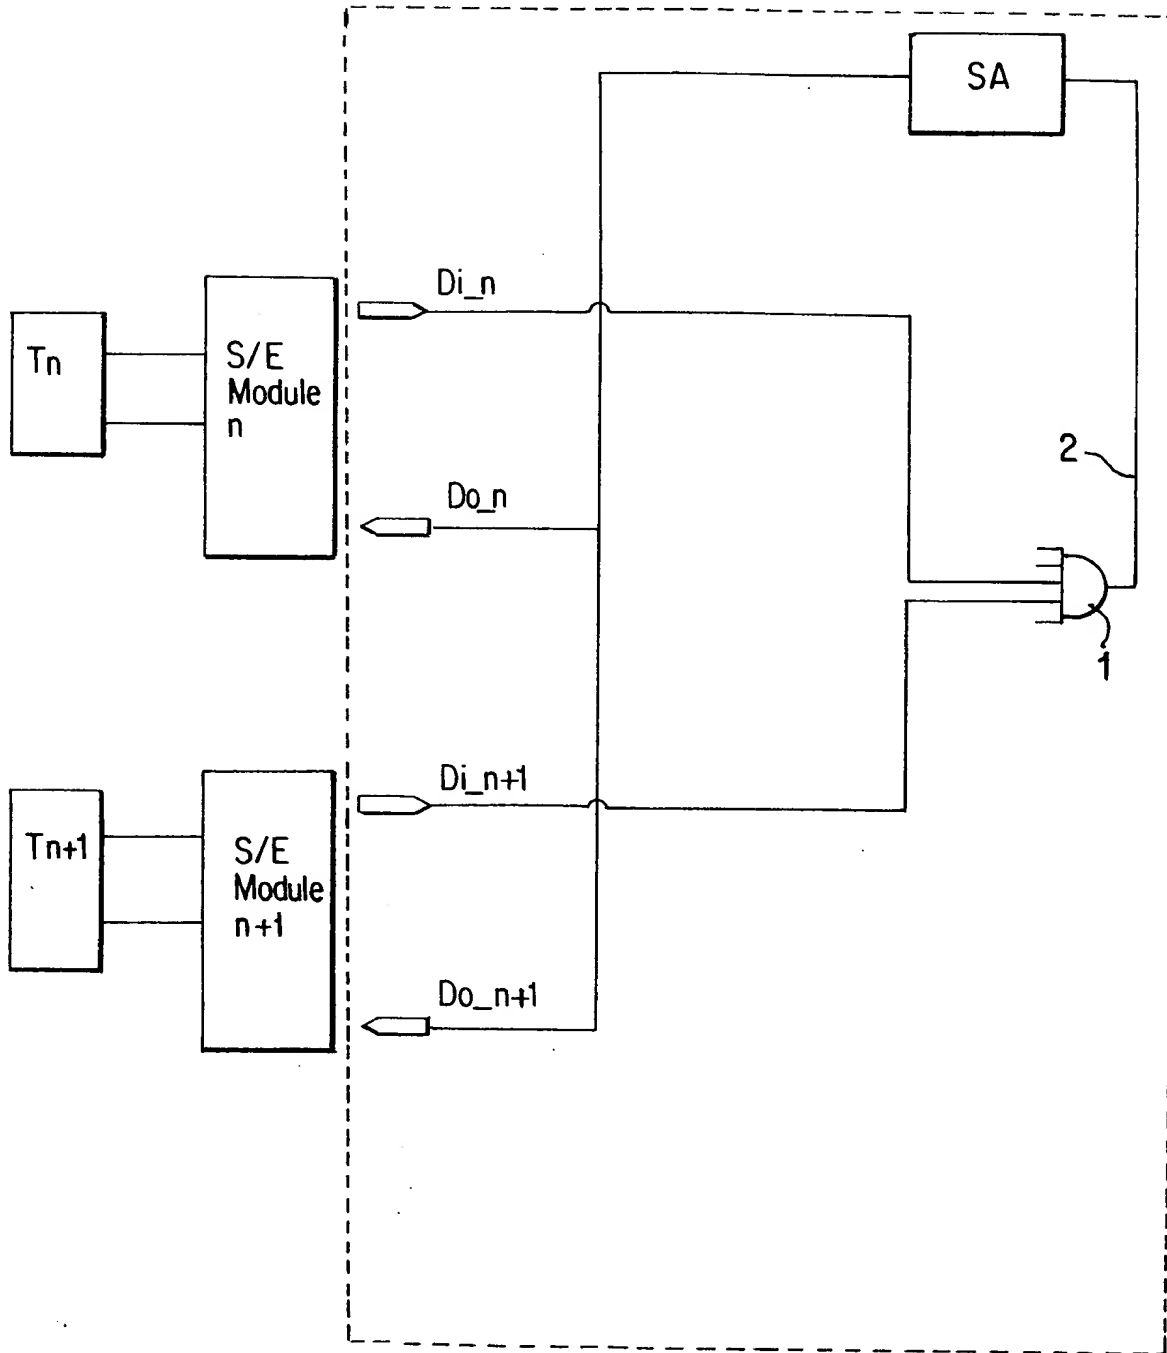 SA
Di_n
Tn
S/E
Module
n
2
Do_n
1
Di_n+1
Tn+1
S/E
Module
n+1
Do_n+1